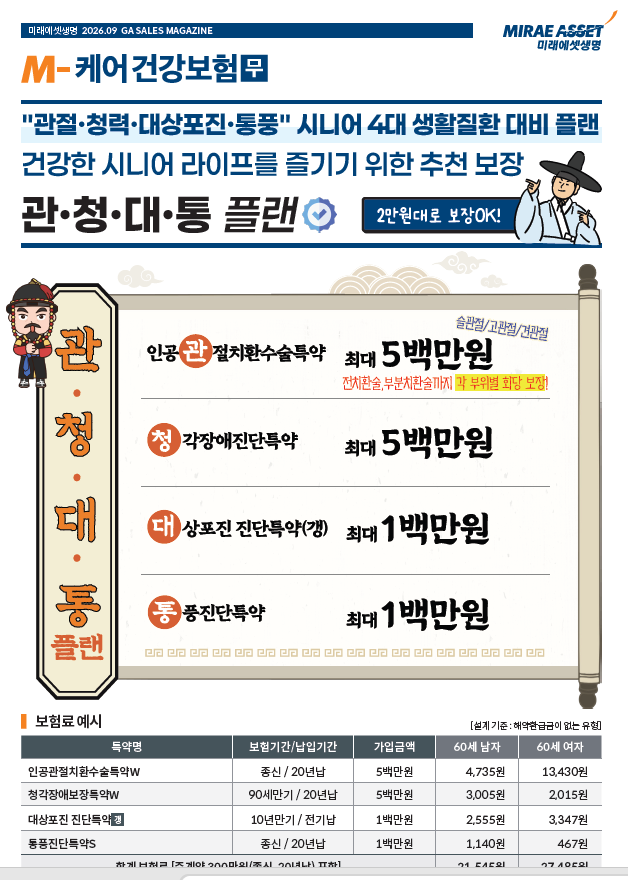 미래에셋생명 2026.09 GA SALES MAGAZINE
MIRAE ASSET
미래에셋생명
M-케어 건강보험 무
"관절·청력·대상포진·통풍" 시니어 4대 생활질환 대비 플랜
건강한 시니어 라이프를 즐기기 위한 추천 보장
관·청·대·통 플랜
2만원대로 보장OK!
관·청·대·통
플랜
슬관절/고관절/견관절
인공관절치환수술특약 최대 5백만원
전치환술,부분치환술까지 각 부위별 회당 보장!
청각장애진단특약 최대 5백만원
대상포진 진단특약(갱) 최대 1백만원
통풍진단특약 최대 1백만원
보험료 예시
[설계 기준 : 해약환급금이 없는 유형]
특약명 보험기간/납입기간 가입금액 60세 남자 60세 여자
인공관절치환수술특약W 종신 / 20년납 5백만원 4,735원 13,430원
청각장애보장특약W 90세만기 / 20년납 5백만원 3,005원 2,015원
대상포진 진단특약 갱 10년만기 / 전기납 1백만원 2,555원 3,347원
통풍진단특약S 종신 / 20년납 1백만원 1,140원 467원
합계 보험료 [주계약 300만원(종신, 20년납) 포함] 21,545원 27,485원